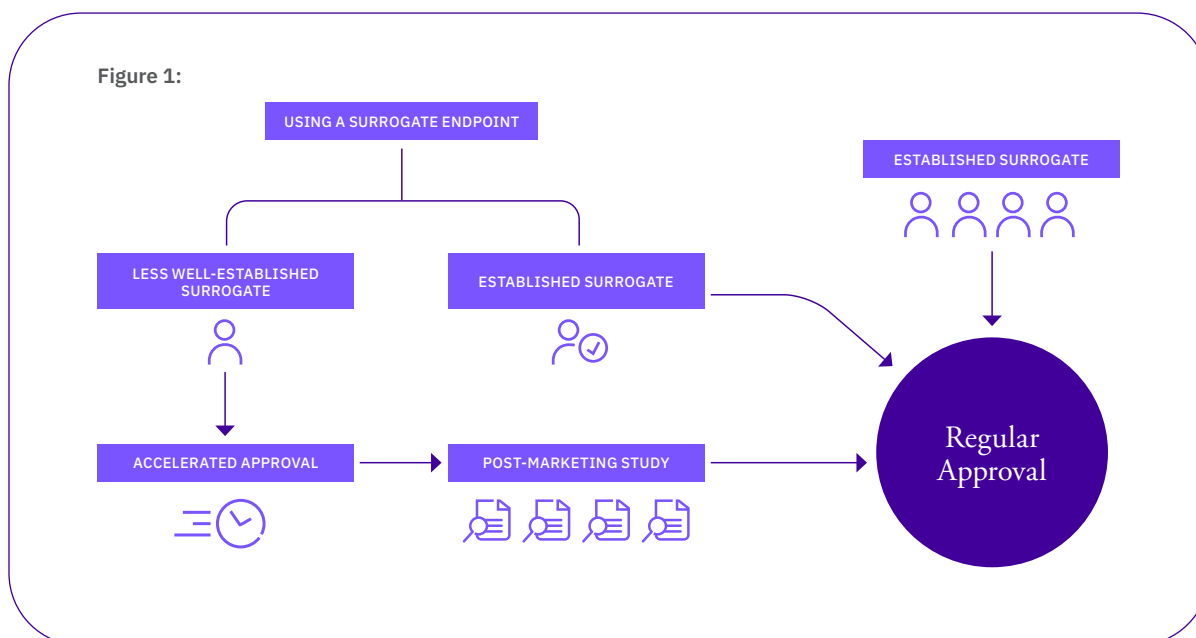 Figure 1:
USING A SURROGATE ENDPOINT
ESTABLISHED SURROGATE
LESS WELL-ESTABLISHED
SURROGATE
ESTABLISHED SURROGATE
ACCELERATED APPROVAL
POST-MARKETING STUDY
Regular
Approval